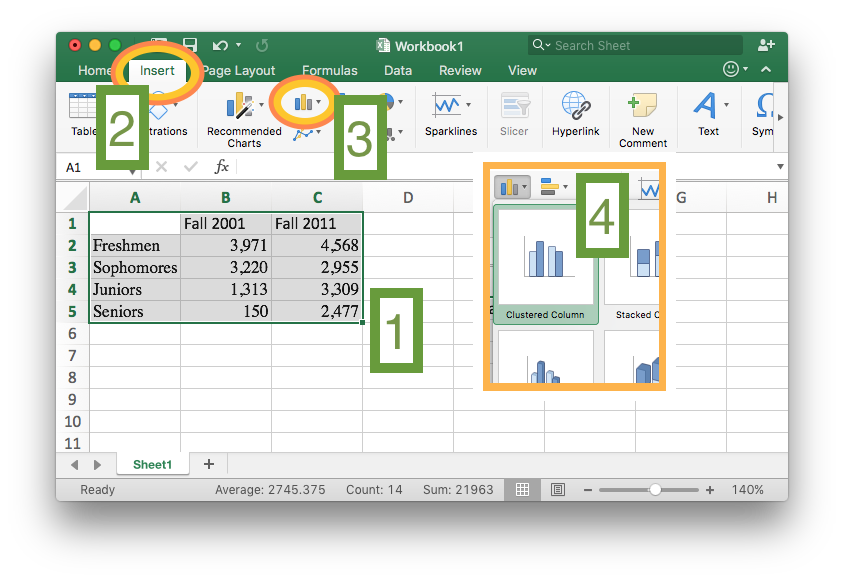 Workbook1
Search Sheet
Home Insert Page Layout Formulas Data Review View
2
3
Recommended Charts
Sparklines
Slicer
Hyperlink
New Comment
Text
A1
fx
4
Clustered Column
Stacked C
A B C D G H
1 Fall 2001 Fall 2011
2 Freshmen 3,971 4,568
3 Sophomores 3,220 2,955
4 Juniors 1,313 3,309
5 Seniors 150 2,477
1
6
7
8
9
10
11
Sheet1
Ready Average: 2745.375 Count: 14 Sum: 21963 140%